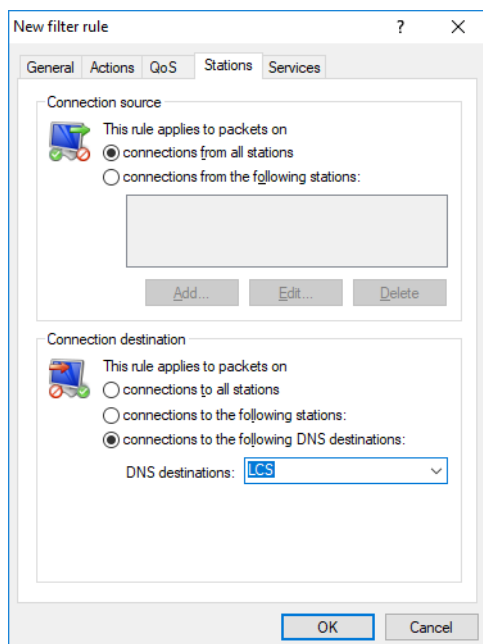 New filter rule ? ×
General Actions QoS Stations Services
Connection source
This rule applies to packets on
connections from all stations
connections from the following stations:
Add... Edit... Delete
Connection destination
This rule applies to packets on
connections to all stations
connections to the following stations:
connections to the following DNS destinations:
DNS destinations: LCS
OK Cancel